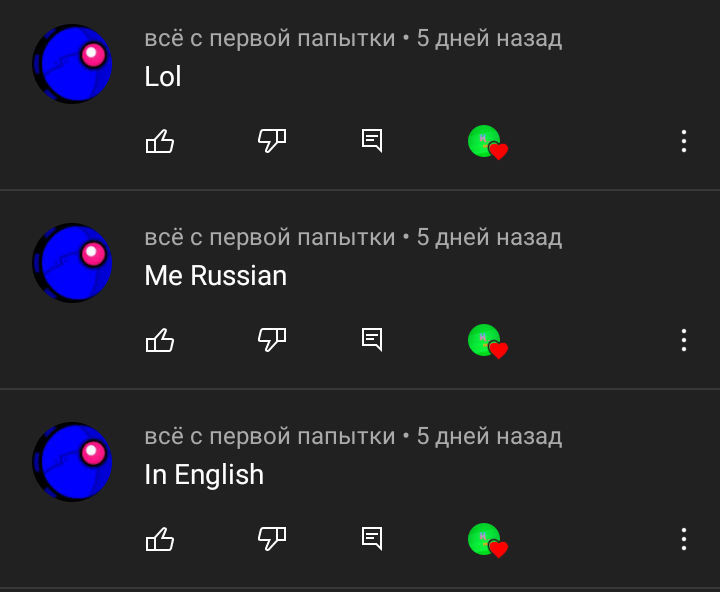 всё с первой папытки • 5 дней назад
Lol
всё с первой папытки • 5 дней назад
Me Russian
всё с первой папытки • 5 дней назад
In English